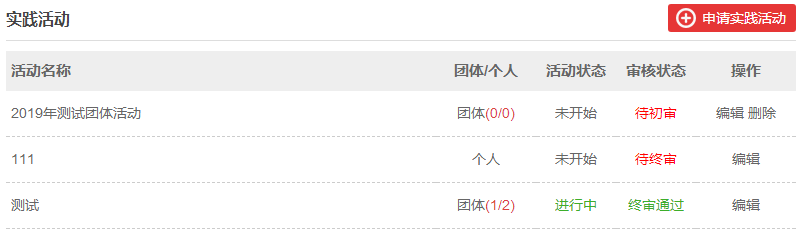 实践活动 申请实践活动
活动名称 团体/个人 活动状态 审核状态 操作
2019年测试团体活动 团体(0/0) 未开始 待初审 编辑 删除
111 个人 未开始 待终审 编辑
测试 团体(1/2) 进行中 终审通过 编辑